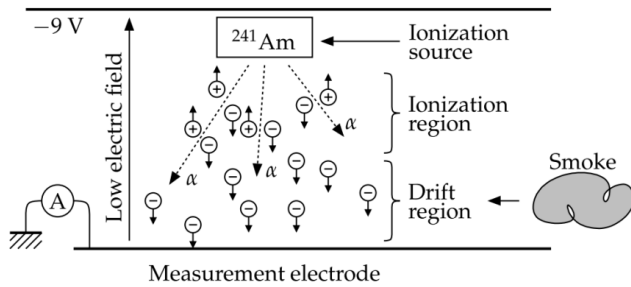 −9 V
²⁴¹Am
Ionization
source
Low electric field
+
+
+
+
−
−
−
−
−
−
−
−
−
−
−
−
−
α
α
α
Ionization
region
Drift
region
Smoke
A
Measurement electrode